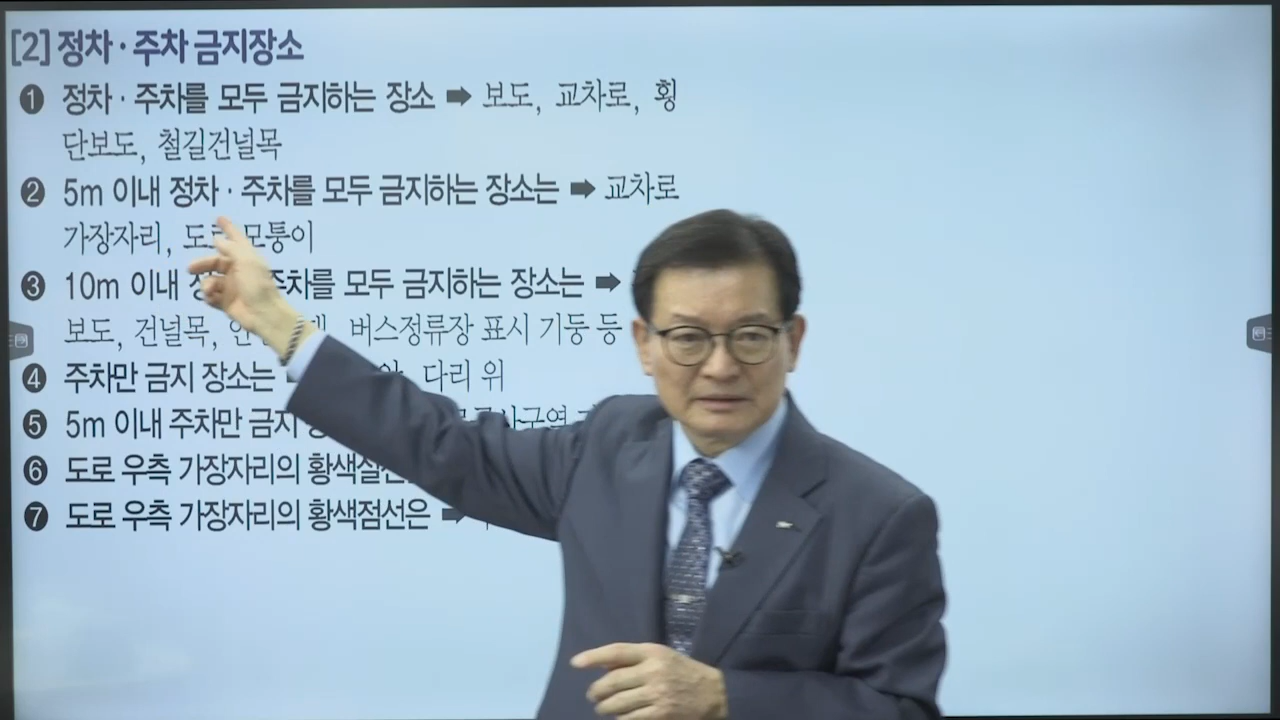 [2] 정차 · 주차 금지장소
❶ 정차 · 주차를 모두 금지하는 장소 ➡ 보도, 교차로, 횡
단보도, 철길건널목
❷ 5m 이내 정차 · 주차를 모두 금지하는 장소는 ➡ 교차로
가장자리, 도로 모퉁이
❸ 10m 이내 주차를 모두 금지하는 장소는 ➡
보도, 건널목, 버스정류장 표시 기둥 등
❹ 주차만 금지 장소는 다리 위
❺ 5m 이내 주차만 금지
❻ 도로 우측 가장자리의 황색실선
❼ 도로 우측 가장자리의 황색점선은 ➡